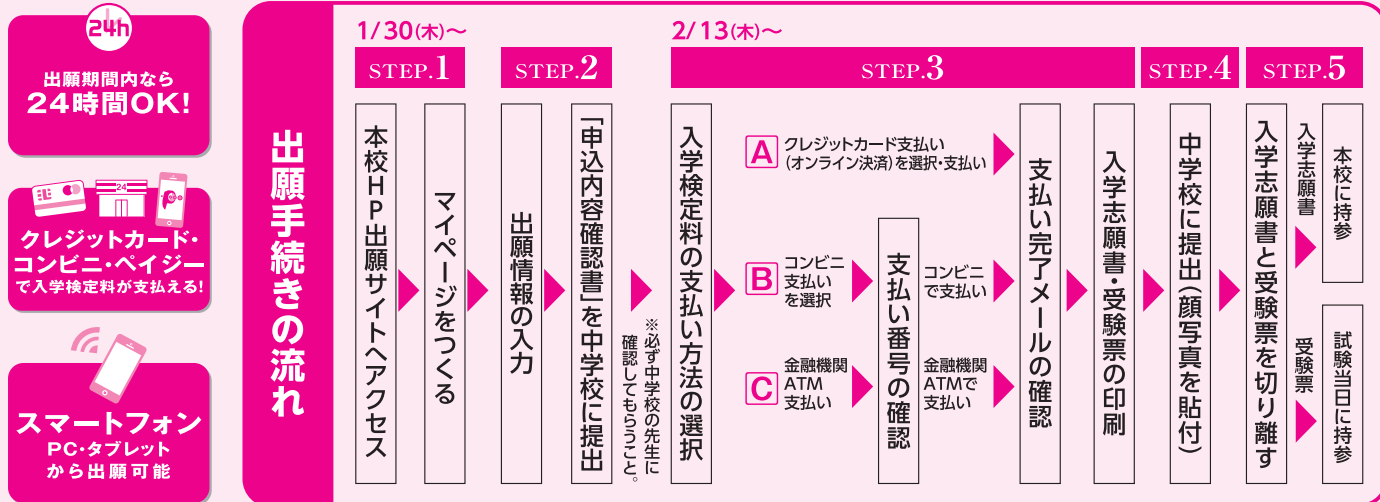 24h
出願期間内なら
24時間OK!
24
クレジットカード・
コンビニ・ペイジー
で入学検定料が支払える!
スマートフォン
PC・タブレット
から出願可能
出願手続きの流れ
1/30(木)〜
STEP.1
本校HP出願サイトへアクセス
マイページをつくる
STEP.2
出願情報の入力
「申込内容確認書」を中学校に提出
※必ず中学校の先生に
確認してもらうこと。
2/13(木)〜
STEP.3
入学検定料の支払い方法の選択
A
クレジットカード支払い
(オンライン決済)を選択・支払い
B
コンビニ
支払い
を選択
C
金融機関
ATM
支払い
支払い番号の確認
コンビニ
で支払い
金融機関
ATMで
支払い
支払い完了メールの確認
入学志願書・受験票の印刷
STEP.4
中学校に提出(顔写真を貼付)
STEP.5
入学志願書と受験票を切り離す
入学志願書
本校に持参
受験票
試験当日に持参